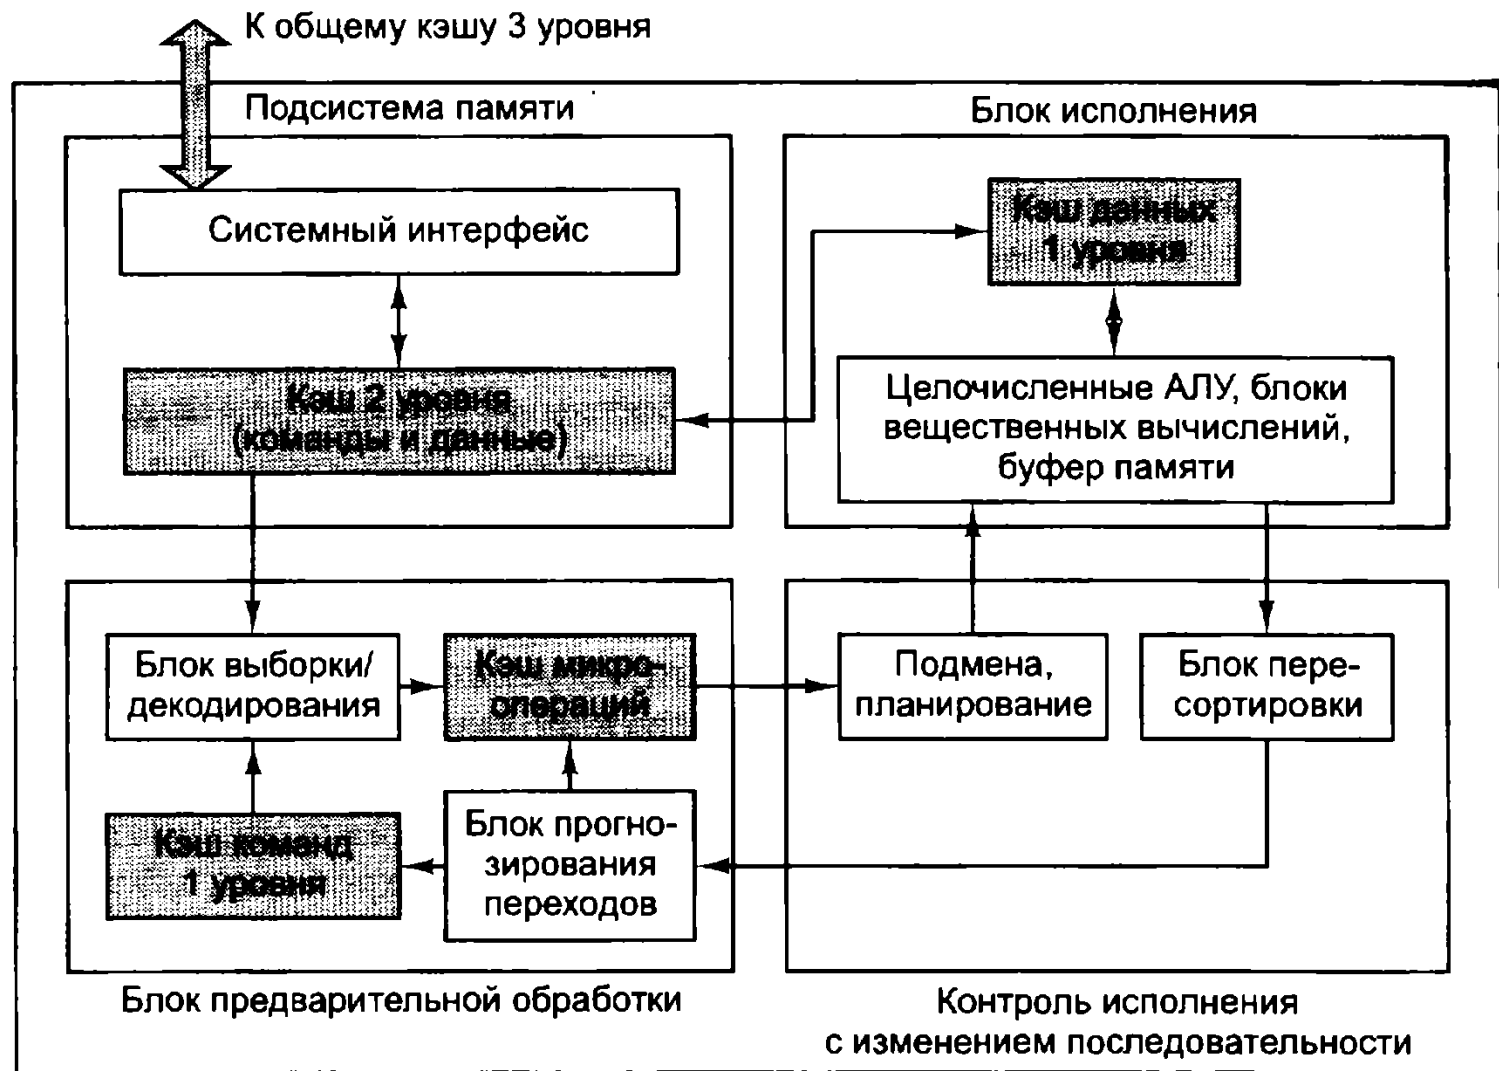 К общему кэшу 3 уровня
Подсистема памяти
Блок исполнения
Системный интерфейс
Кэш данных
1 уровня
Кэш 2 уровня
(команды и данные)
Целочисленные АЛУ, блоки
вещественных вычислений,
буфер памяти
Блок выборки/
декодирования
Кэш микро-
операций
Подмена,
планирование
Блок пере-
сортировки
Кэш команд
1 уровня
Блок прогно-
зирования
переходов
Блок предварительной обработки
Контроль исполнения
с изменением последовательности